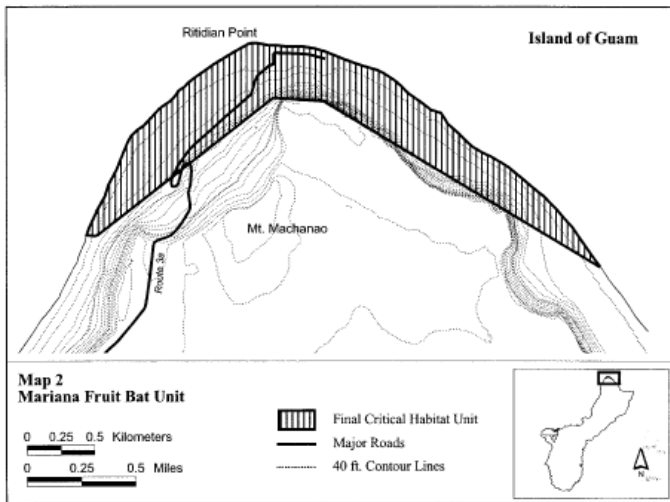 Ritidian Point
Island of Guam
Mt. Machanao
Route 3a
Map 2
Mariana Fruit Bat Unit
0 0.25 0.5 Kilometers
0 0.25 0.5 Miles
Final Critical Habitat Unit
Major Roads
40 ft. Contour Lines
N